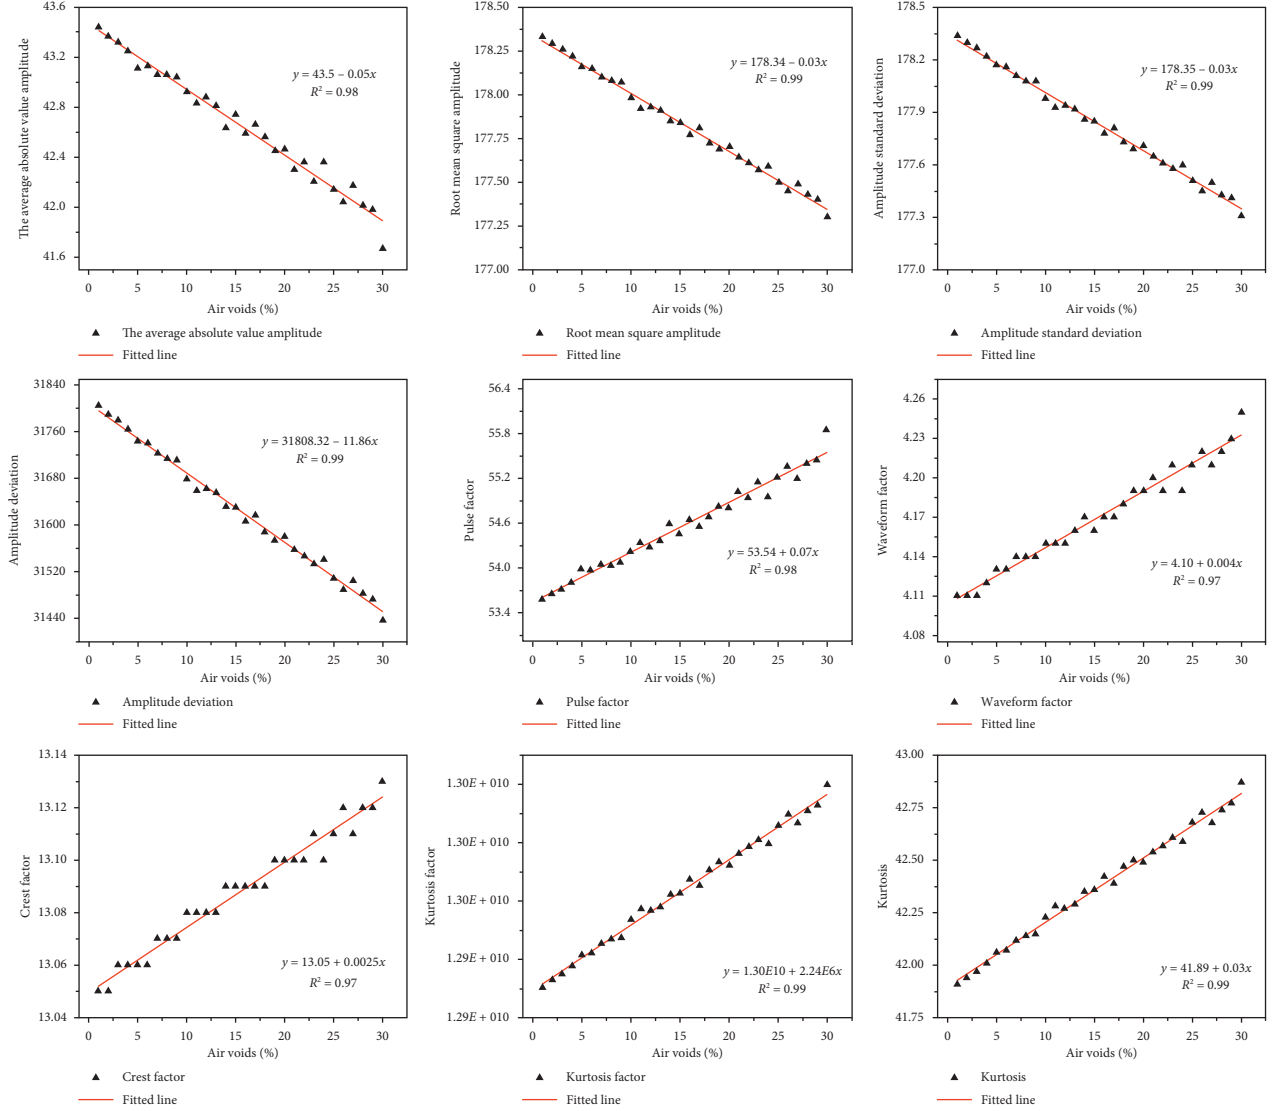 43.6
43.2
42.8
42.4
42.0
41.6
The average absolute value amplitude
y = 43.5 – 0.05x
R² = 0.98
0 5 10 15 20 25 30
Air voids (%)
The average absolute value amplitude
Fitted line
178.50
178.25
178.00
177.75
177.50
177.25
177.00
Root mean square amplitude
y = 178.34 – 0.03x
R² = 0.99
0 5 10 15 20 25 30
Air voids (%)
Root mean square amplitude
Fitted line
178.5
178.2
177.9
177.6
177.3
177.0
Amplitude standard deviation
y = 178.35 – 0.03x
R² = 0.99
0 5 10 15 20 25 30
Air voids (%)
Amplitude standard deviation
Fitted line
31840
31760
31680
31600
31520
31440
Amplitude deviation
y = 31808.32 – 11.86x
R² = 0.99
0 5 10 15 20 25 30
Air voids (%)
Amplitude deviation
Fitted line
56.4
55.8
55.2
54.6
54.0
53.4
Pulse factor
y = 53.54 + 0.07x
R² = 0.98
0 5 10 15 20 25 30
Air voids (%)
Pulse factor
Fitted line
4.26
4.23
4.20
4.17
4.14
4.11
4.08
Waveform factor
y = 4.10 + 0.004x
R² = 0.97
0 5 10 15 20 25 30
Air voids (%)
Waveform factor
Fitted line
13.14
13.12
13.10
13.08
13.06
13.04
Crest factor
y = 13.05 + 0.0025x
R² = 0.97
0 5 10 15 20 25 30
Air voids (%)
Crest factor
Fitted line
1.30E + 010
1.30E + 010
1.30E + 010
1.29E + 010
1.29E + 010
Kurtosis factor
y = 1.30E10 + 2.24E6x
R² = 0.99
0 5 10 15 20 25 30
Air voids (%)
Kurtosis factor
Fitted line
43.00
42.75
42.50
42.25
42.00
41.75
Kurtosis
y = 41.89 + 0.03x
R² = 0.99
0 5 10 15 20 25 30
Air voids (%)
Kurtosis
Fitted line